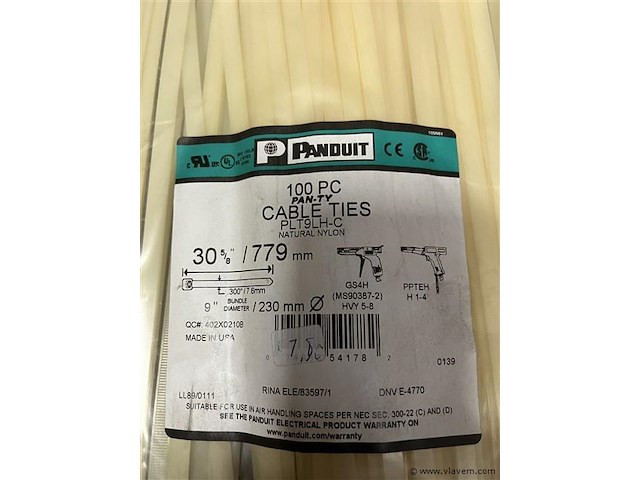 PANDUIT
100 PC
PAN-TY
CABLE TIES
PLT9LH-C
NATURAL NYLON
30 5/8" / 779 mm
.300"/7.6mm
9" BUNDLE DIAMETER / 230 mm Ø
GS4H
(MS90387-2)
HVY 5-8
PPTEH
H 1-4
QC#: 402X0210B
MADE IN USA
54178 2
0139
LL89/0111 RINA ELE/83597/1 DNV E-4770
SUITABLE FOR USE IN AIR HANDLING SPACES PER NEC SEC. 300-22 (C) AND (D)
SEE THE PANDUIT ELECTRICAL PRODUCT WARRANTY ON
www.panduit.com/warranty
© www.vlavem.com